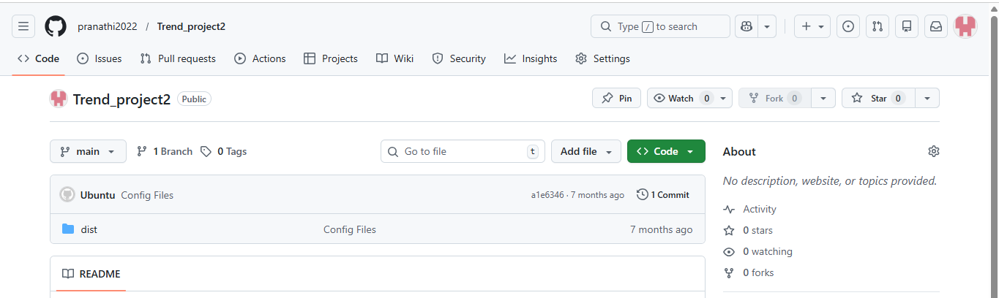 pranathi2022 / Trend_project2 Type / to search
Code Issues Pull requests Actions Projects Wiki Security Insights Settings
Trend_project2 Public Pin Watch 0 Fork 0 Star 0
main 1 Branch 0 Tags Go to file t Add file Code
About
No description, website, or topics provided.
Ubuntu Config Files a1e6346 · 7 months ago 1 Commit
dist Config Files 7 months ago
Activity
0 stars
0 watching
0 forks
README